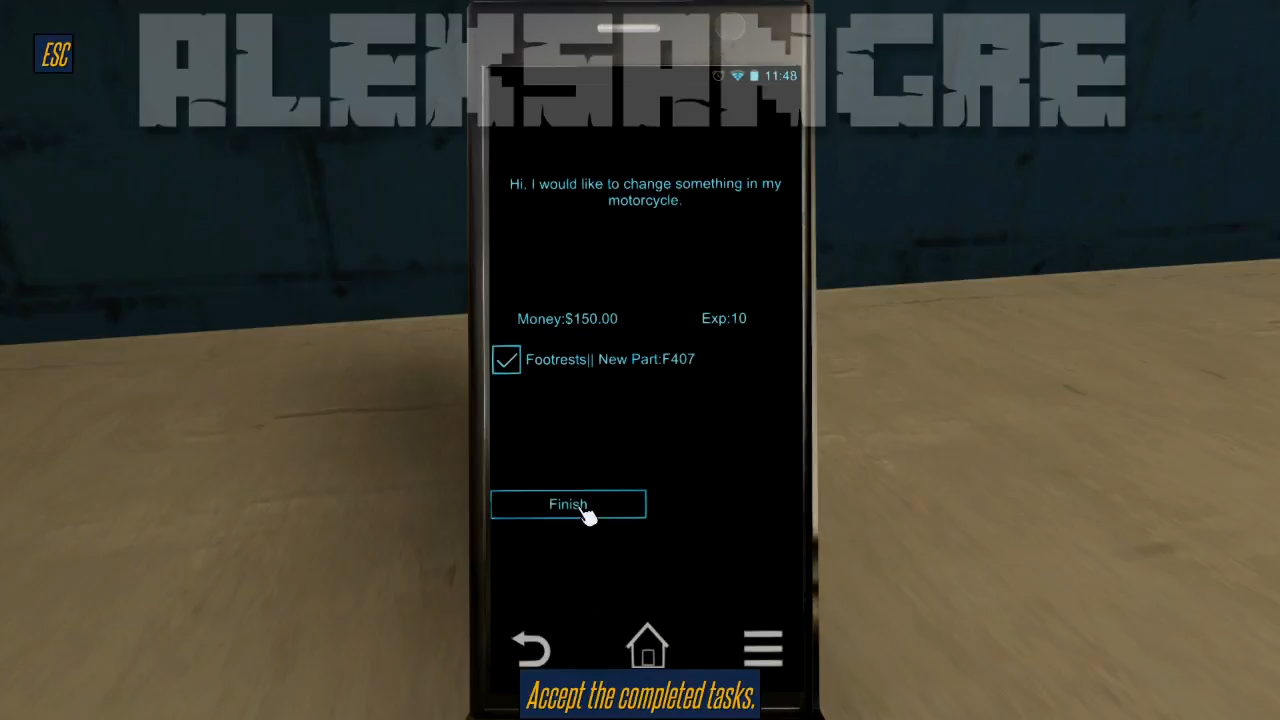 ALEKSANGRE
ESC
11:48
Hi. I would like to change something in my
motorcycle.
Money:$150.00 Exp:10
Footrests|| New Part:F407
Finish
Accept the completed tasks.